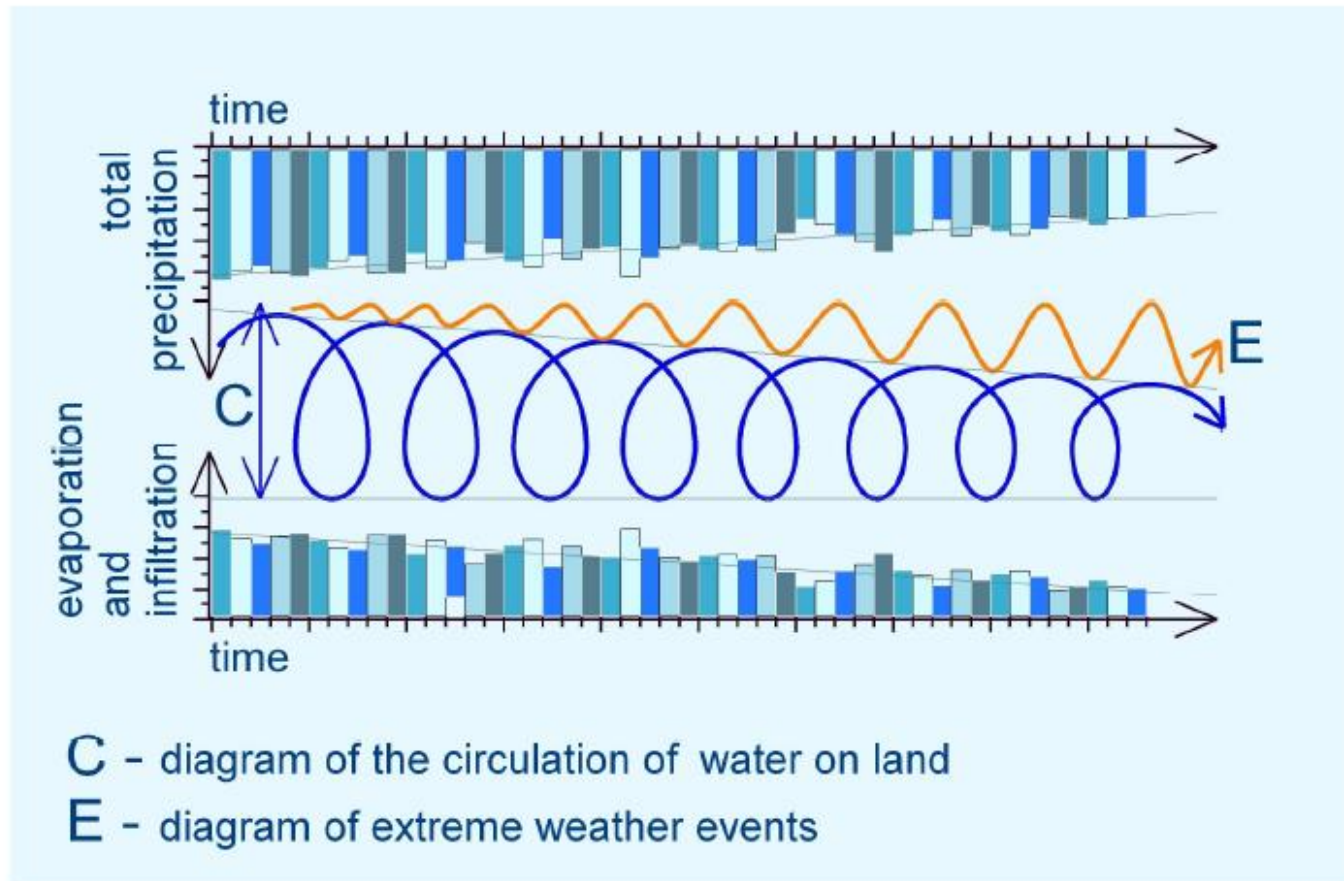 time
total
precipitation
E
C
evaporation
and
infiltration
time
C - diagram of the circulation of water on land
E - diagram of extreme weather events